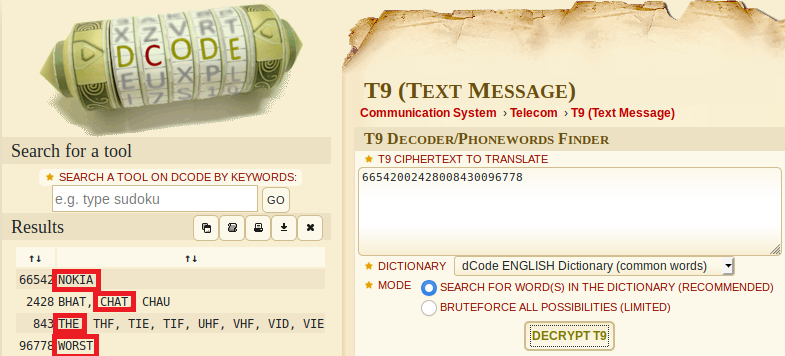 X Z V R T
D C O D E
E U X P L
Search for a tool
SEARCH A TOOL ON DCODE BY KEYWORDS:
e.g. type sudoku
GO
Results
↑↓ ↑↓
66542 NOKIA
2428 BHAT, CHAT, CHAU
843 THE, THF, TIE, TIF, UHF, VHF, VID, VIE
96778 WORST
T9 (Text Message)
Communication System › Telecom › T9 (Text Message)
T9 Decoder/Phonewords Finder
T9 CIPHERTEXT TO TRANSLATE
66542002428008430096778
DICTIONARY dCode ENGLISH Dictionary (common words)
MODE SEARCH FOR WORD(S) IN THE DICTIONARY (RECOMMENDED)
BRUTEFORCE ALL POSSIBILITIES (LIMITED)
DECRYPT T9